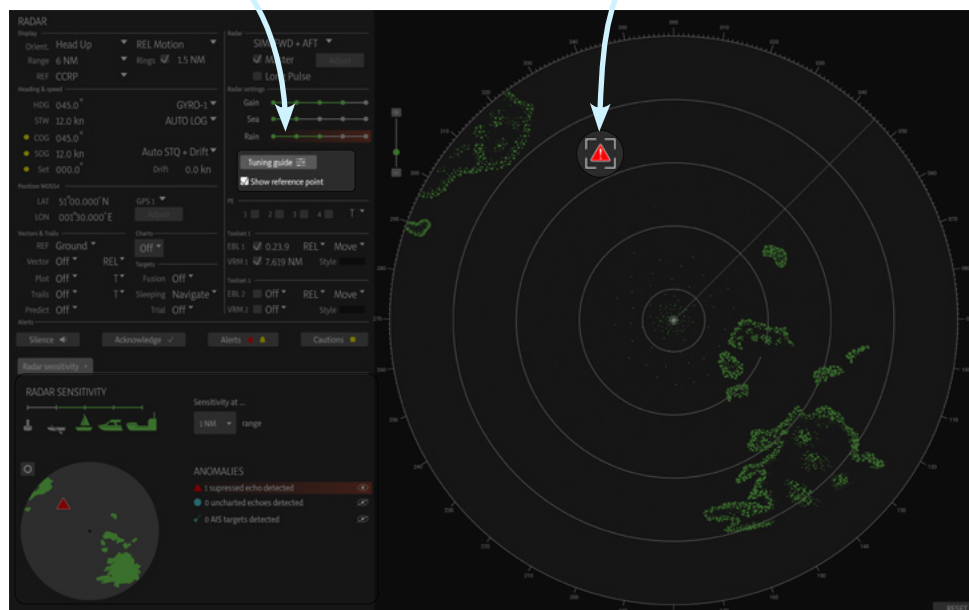 RADAR
Display
Orient. Head Up REL Motion
Range 6 NM Rings 1.5 NM
REF CCRP
Radar
Gain
Sea
Rain
Radar settings
Long Pulse
Master Adjust
Heading & speed
HDG 045.0° GYRO-1
STW 12.0 kn AUTO LOG
COG 045.0°
SOG 12.0 kn Auto STQ + Drift
Set 000.0° Drift 0.0 kn
Tuning guide
Show reference point
LAT 51°00.000'N GPS 1
LON 001°30.000'E Adjust
PI
1 2 3 4 T
Vectors & Trails
REF Ground
Vector Off REL
Plot Off T
Trails Off T
Predict Off
Charts
Off
Targets
Fusion Off
Sleeping Navigate
Trial Off
EBL 1 0.23.9 REL Move
VRM 1 7.619 NM Style
EBL 2 Off REL Move
VRM 2 Off Style
Alerts
Silence Acknowledge Alerts Cautions
Radar sensitivity ×
RADAR SENSITIVITY
Sensitivity at ...
1 NM range
ANOMALIES
1 supressed echo detected
0 uncharted echoes detected
0 AIS targets detected